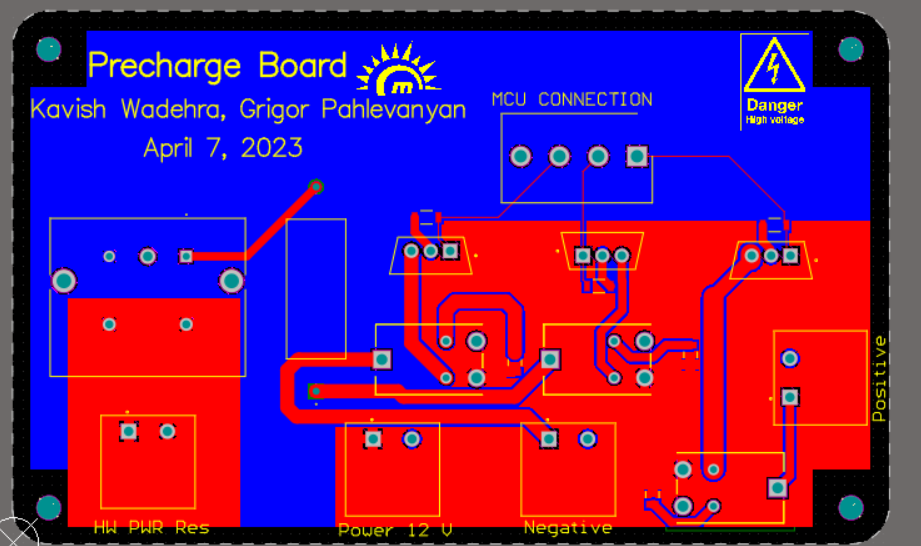 Precharge Board
Kavish Wadehra, Grigor Pahlevanyan
April 7, 2023
MCU CONNECTION
Danger
High voltage
Positive
HW PWR Res
Power 12 V
Negative